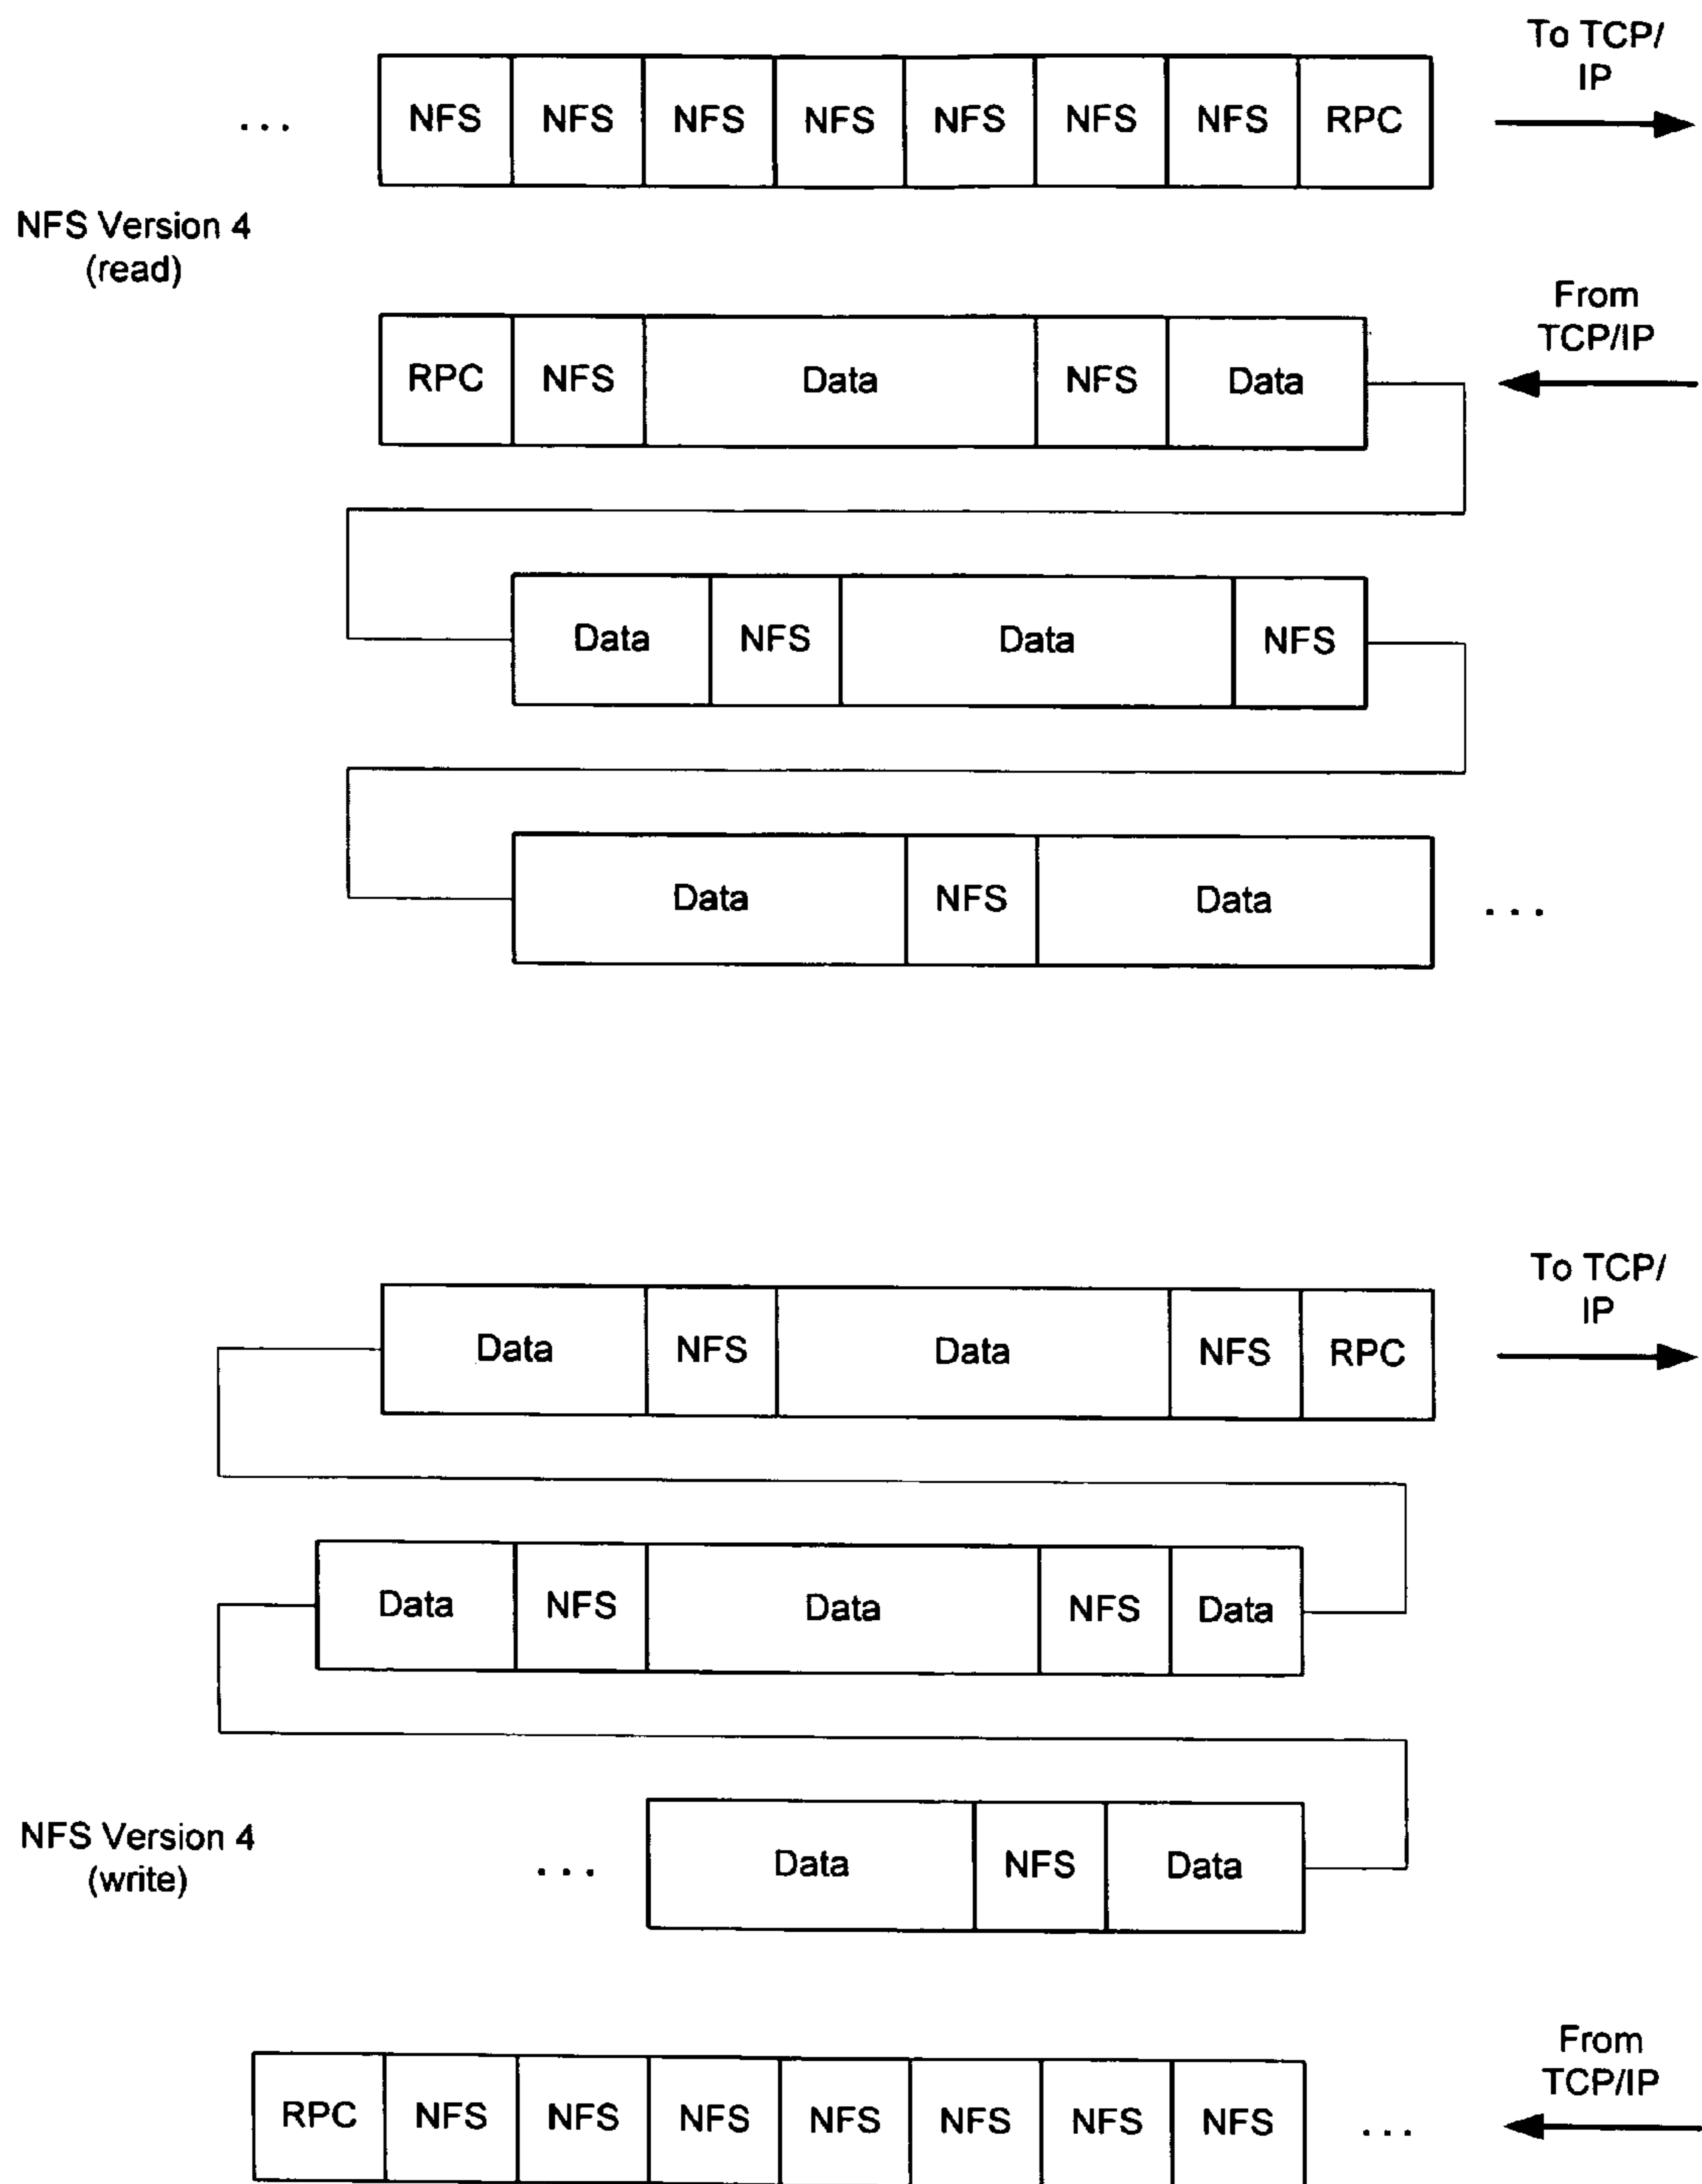 To TCP/
IP
... NFS NFS NFS NFS NFS NFS NFS RPC
NFS Version 4
(read)
From
TCP/IP
RPC NFS Data NFS Data
Data NFS Data NFS
Data NFS Data ...
To TCP/
IP
Data NFS Data NFS RPC
Data NFS Data NFS Data
NFS Version 4
(write)
... Data NFS Data
From
TCP/IP
RPC NFS NFS NFS NFS NFS NFS NFS ...